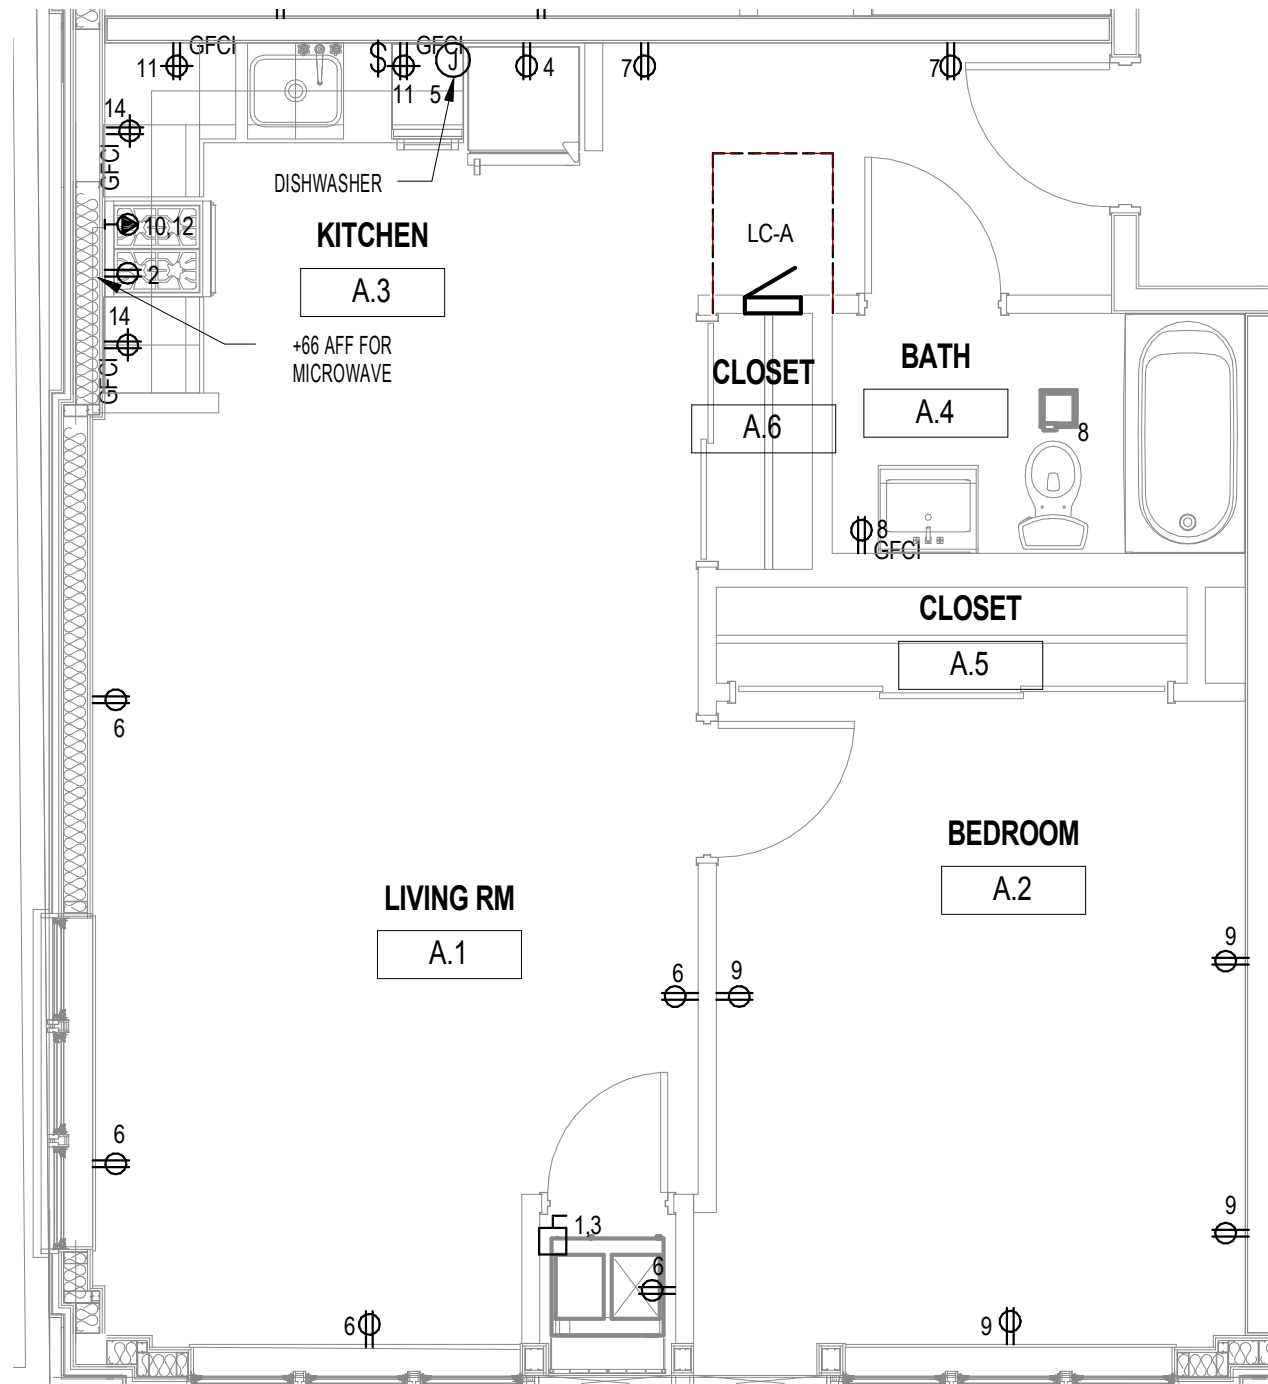 GFCI
GFCI
11
S
J
4
7
7
11
5
14
GFCI
DISHWASHER
10,12
KITCHEN
A.3
LC-A
2
14
+66 AFF FOR
MICROWAVE
GFCI
CLOSET
A.6
BATH
A.4
8
8
GFCI
CLOSET
A.5
6
BEDROOM
A.2
LIVING RM
A.1
9
6
9
6
9
1,3
6
6
9